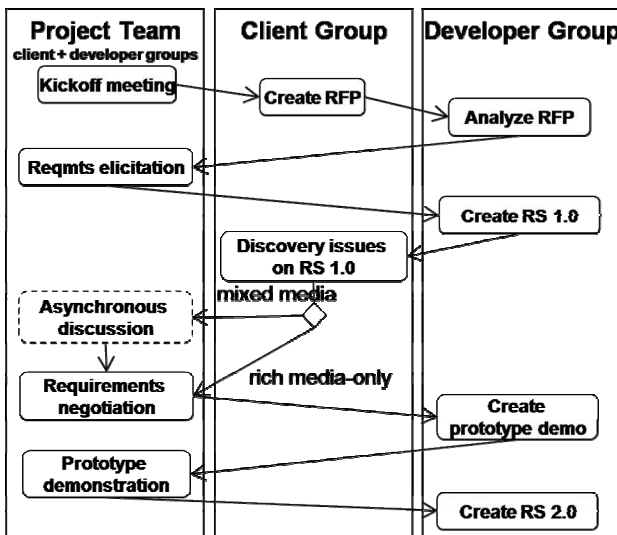 Project Team
client + developer groups
Client Group
Developer Group
Kickoff meeting
Create RFP
Analyze RFP
Reqmts elicitation
Create RS 1.0
Discovery issues
on RS 1.0
mixed media
Asynchronous
discussion
rich media-only
Requirements
negotiation
Create
prototype demo
Prototype
demonstration
Create RS 2.0